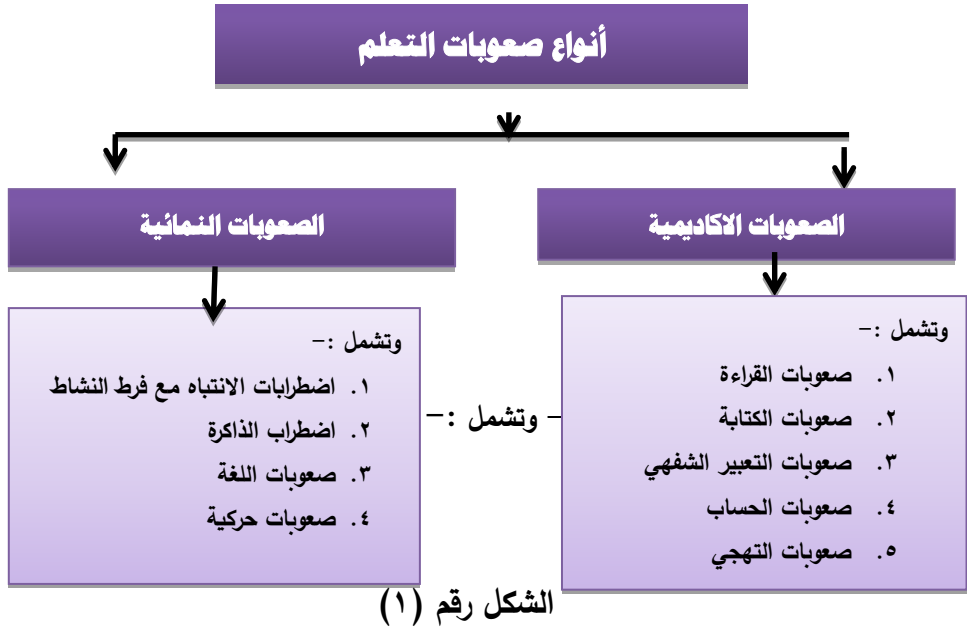 أنواع صعوبات التعلم
الصعوبات الاكاديمية
الصعوبات النمائية
وتشمل :-
١. صعوبات القراءة
٢. صعوبات الكتابة
٣. صعوبات التعبير الشفهي
٤. صعوبات الحساب
٥. صعوبات التهجي
- وتشمل :-
وتشمل :-
١. اضطرابات الانتباه مع فرط النشاط
٢. اضطراب الذاكرة
٣. صعوبات اللغة
٤. صعوبات حركية
الشكل رقم (١)